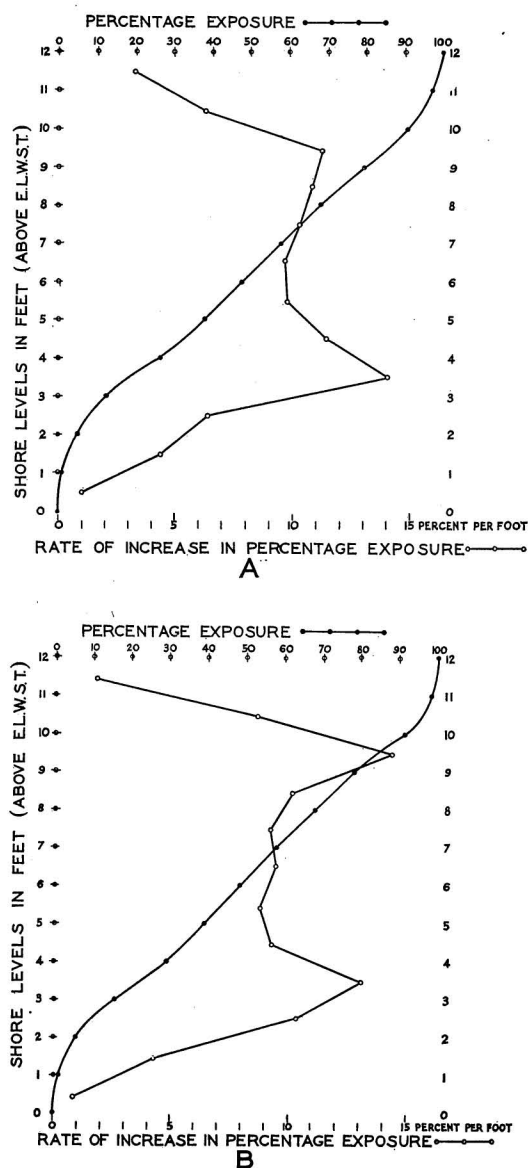 PERCENTAGE EXPOSURE
0 10 20 30 40 50 60 70 80 90 100
SHORE LEVELS IN FEET (ABOVE E.L.W.S.T.)
12 12
11 11
10 10
9 9
8 8
7 7
6 6
5 5
4 4
3 3
2 2
1 1
0 0
0 5 10 15 PERCENT PER FOOT
RATE OF INCREASE IN PERCENTAGE EXPOSURE
A
PERCENTAGE EXPOSURE
0 10 20 30 40 50 60 70 80 90 100
SHORE LEVELS IN FEET (ABOVE E.L.W.S.T.)
12 12
11 11
10 10
9 9
8 8
7 7
6 6
5 5
4 4
3 3
2 2
1 1
0 0
0 5 10 15 PERCENT PER FOOT
RATE OF INCREASE IN PERCENTAGE EXPOSURE
B